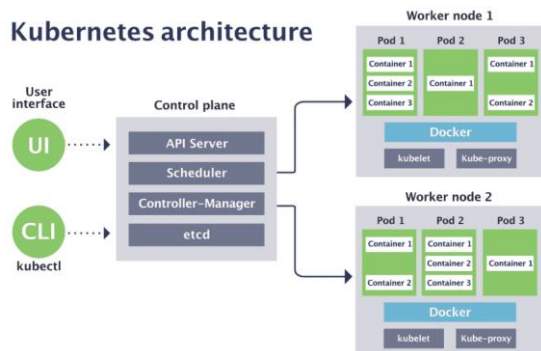 Kubernetes architecture
User
interface
UI
CLI
kubectl
Control plane
API Server
Scheduler
Controller-Manager
etcd
Worker node 1
Pod 1
Pod 2
Pod 3
Container 1
Container 2
Container 3
Container 1
Container 1
Container 2
Docker
kubelet
Kube-proxy
Worker node 2
Pod 1
Pod 2
Pod 3
Container 1
Container 2
Container 1
Container 2
Container 3
Container 1
Docker
kubelet
Kube-proxy